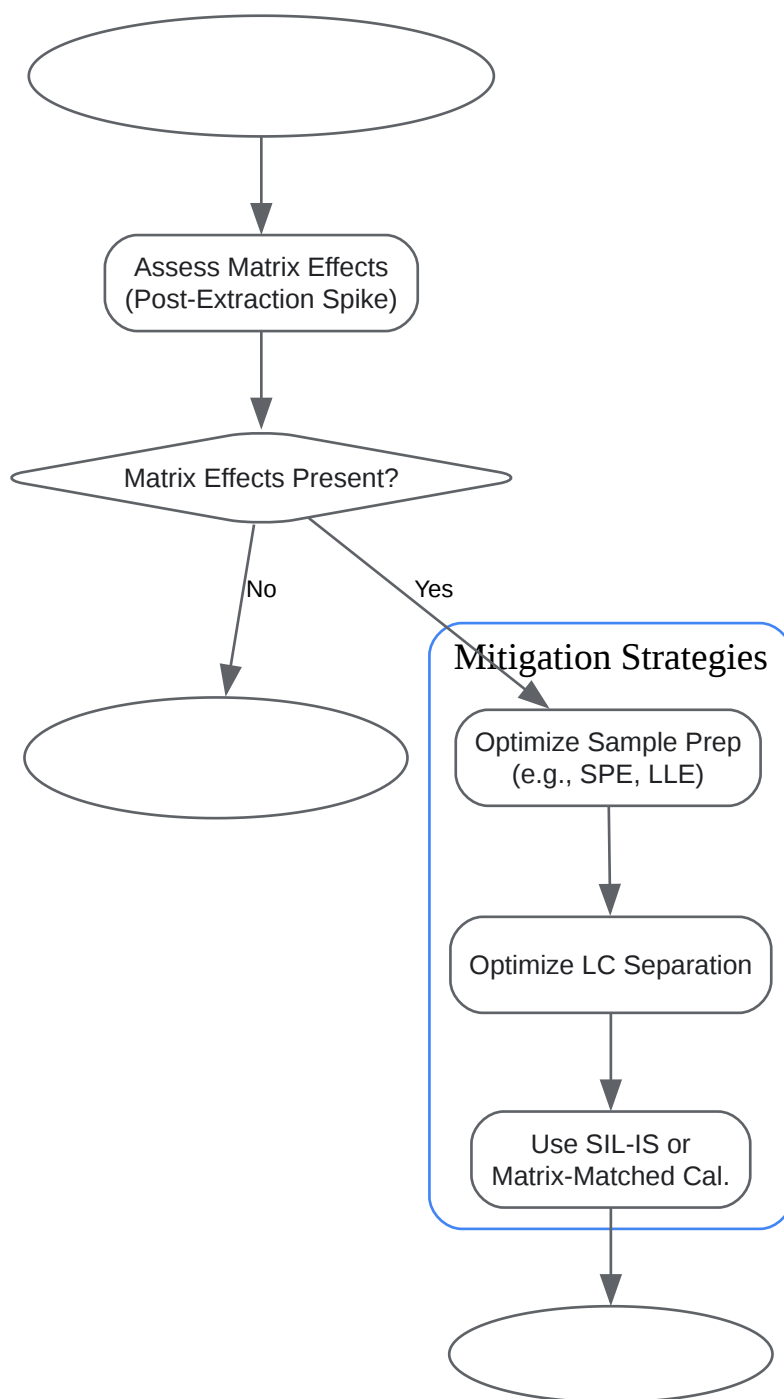 Assess Matrix Effects
(Post-Extraction Spike)
Matrix Effects Present?
No
Yes
Mitigation Strategies
Optimize Sample Prep
(e.g., SPE, LLE)
Optimize LC Separation
Use SIL-IS or
Matrix-Matched Cal.